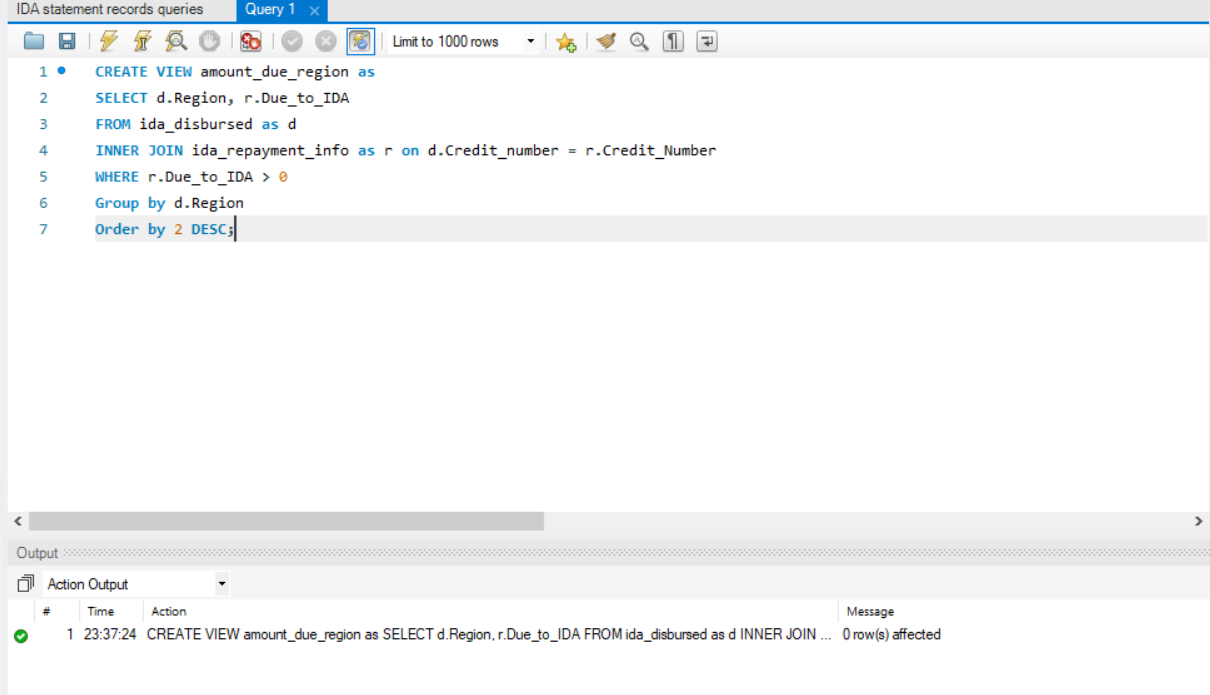 IDA statement records queries Query 1 ×
Limit to 1000 rows
1 CREATE VIEW amount_due_region as
2 SELECT d.Region, r.Due_to_IDA
3 FROM ida_disbursed as d
4 INNER JOIN ida_repayment_info as r on d.Credit_number = r.Credit_Number
5 WHERE r.Due_to_IDA > 0
6 Group by d.Region
7 Order by 2 DESC;
Output
Action Output
# Time Action Message
1 23:37:24 CREATE VIEW amount_due_region as SELECT d.Region, r.Due_to_IDA FROM ida_disbursed as d INNER JOIN ... 0 row(s) affected